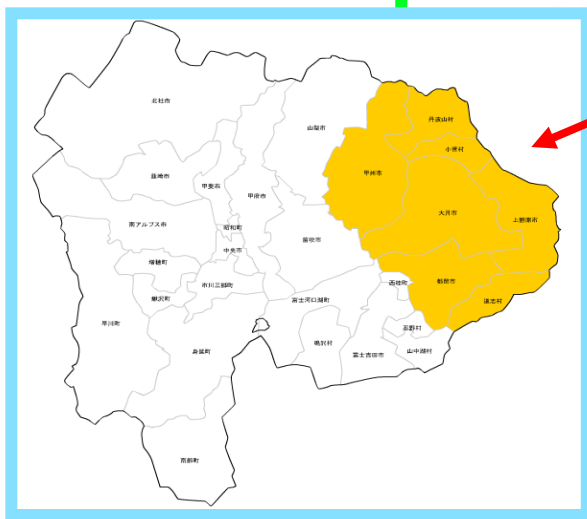 北杜市
丹波山村
山梨市
小菅村
甲州市
韮崎市
甲斐市
甲府市
大月市
上野原市
南アルプス市
昭和町
笛吹市
中央市
増穂町
都留市
市川三郷町
西桂町
鰍沢町
富士河口湖町
道志村
早川町
忍野村
鳴沢村
身延町
山中湖村
富士吉田市
南部町